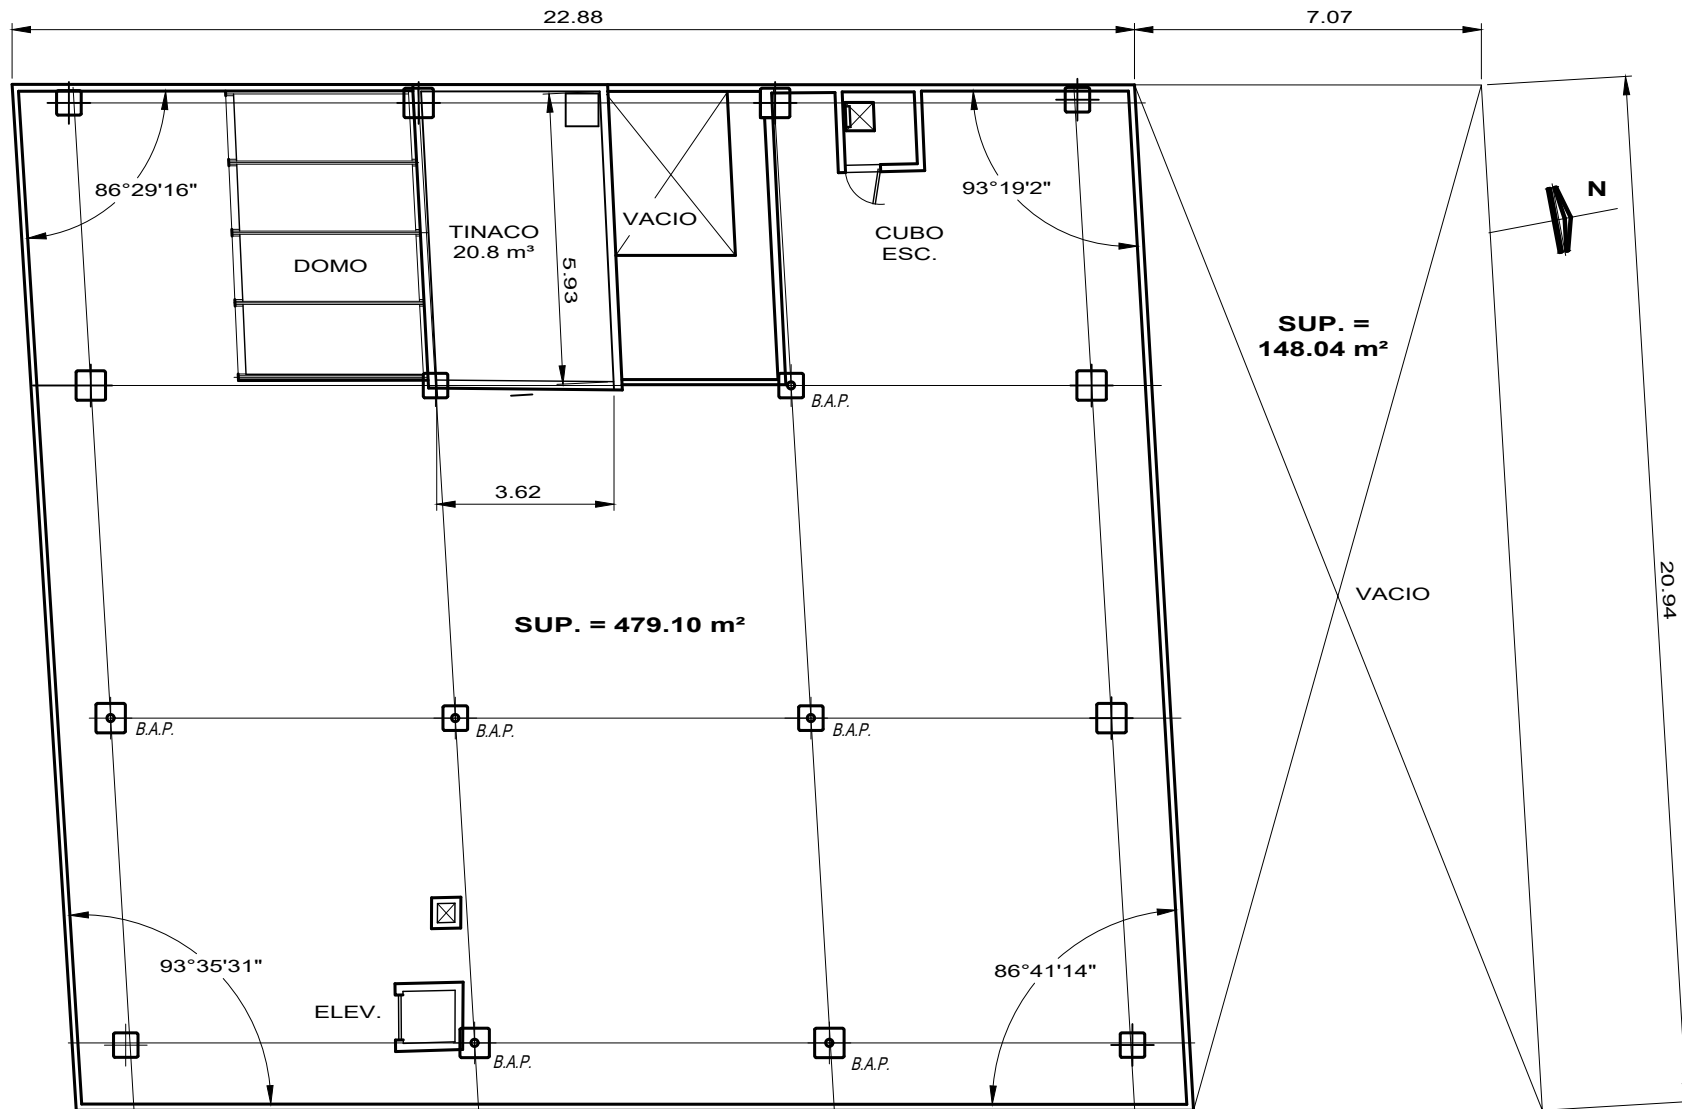 22.88
7.07
86°29'16"
TINACO
20.8 m³
VACIO
93°19'2"
N
CUBO
ESC.
DOMO
5.93
SUP. =
148.04 m²
B.A.P.
3.62
VACIO
20.94
SUP. = 479.10 m²
B.A.P.
B.A.P.
B.A.P.
93°35'31"
86°41'14"
ELEV.
B.A.P.
B.A.P.